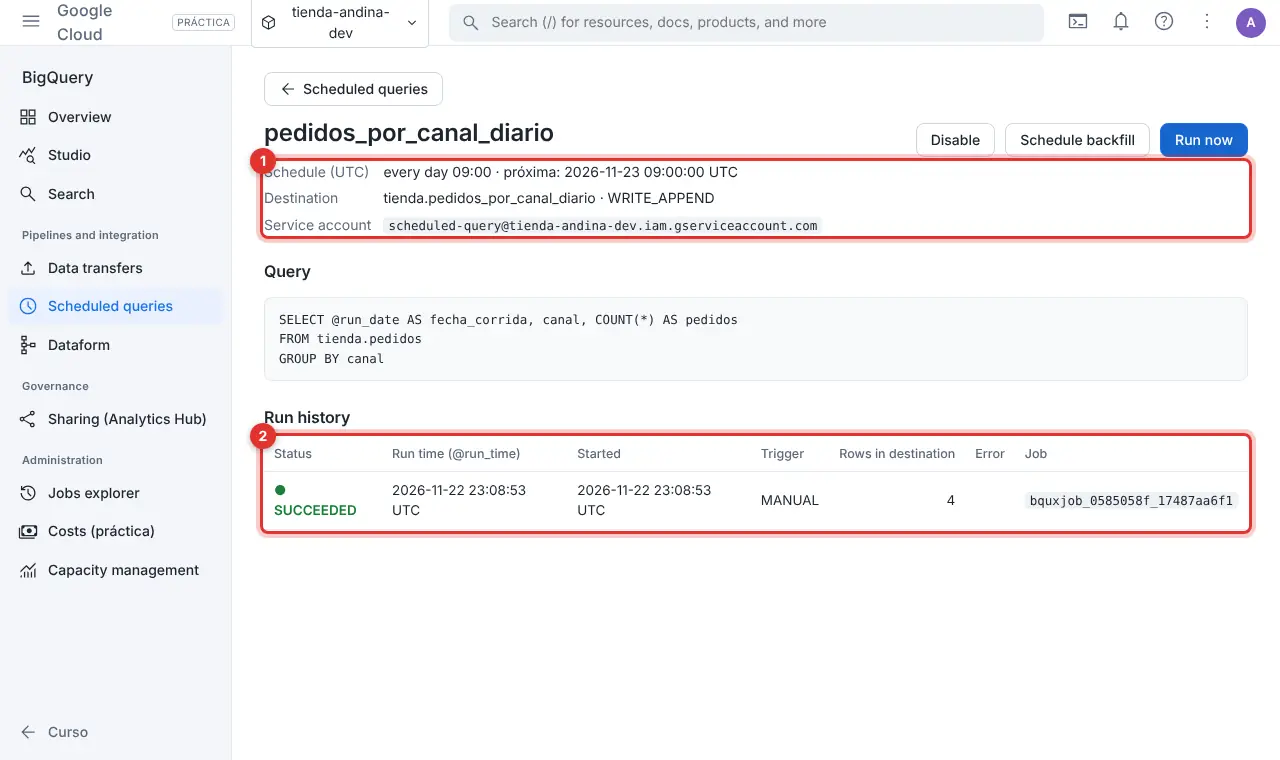 Google
Cloud
PRÁCTICA
tienda-andina-
dev
Search (/) for resources, docs, products, and more
A
BigQuery
Overview
Studio
Search
Pipelines and integration
Data transfers
Scheduled queries
Dataform
Governance
Sharing (Analytics Hub)
Administration
Jobs explorer
Costs (práctica)
Capacity management
Curso
Scheduled queries
pedidos_por_canal_diario
Disable
Schedule backfill
Run now
1
Schedule (UTC) every day 09:00 · próxima: 2026-11-23 09:00:00 UTC
Destination tienda.pedidos_por_canal_diario · WRITE_APPEND
Service account scheduled-query@tienda-andina-dev.iam.gserviceaccount.com
Query
SELECT @run_date AS fecha_corrida, canal, COUNT(*) AS pedidos
FROM tienda.pedidos
GROUP BY canal
Run history
2
Status Run time (@run_time) Started Trigger Rows in destination Error Job
SUCCEEDED 2026-11-22 23:08:53 UTC 2026-11-22 23:08:53 UTC MANUAL 4 bquxjob_0585058f_17487aa6f1